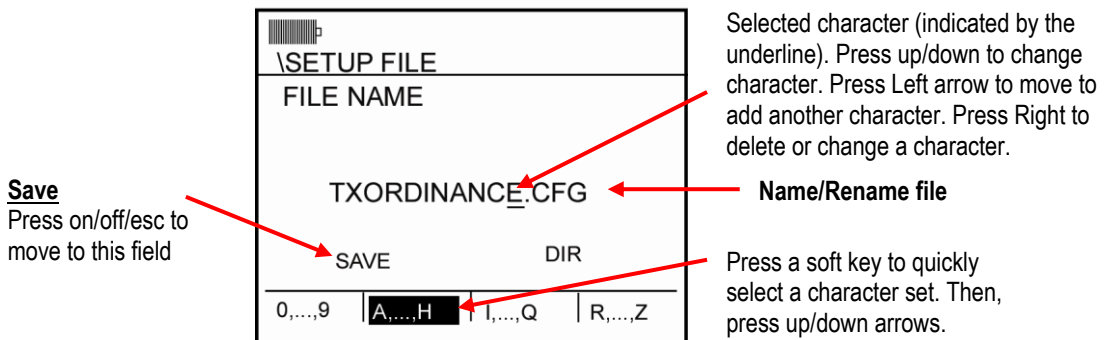 \SETUP FILE
FILE NAME
TXORDINANCE.CFG
SAVE
DIR
0,...,9
A,...,H
I,...,Q
R,...,Z
Save
Press on/off/esc to
move to this field
Selected character (indicated by the
underline). Press up/down to change
character. Press Left arrow to move to
add another character. Press Right to
delete or change a character.
Name/Rename file
Press a soft key to quickly
select a character set. Then,
press up/down arrows.